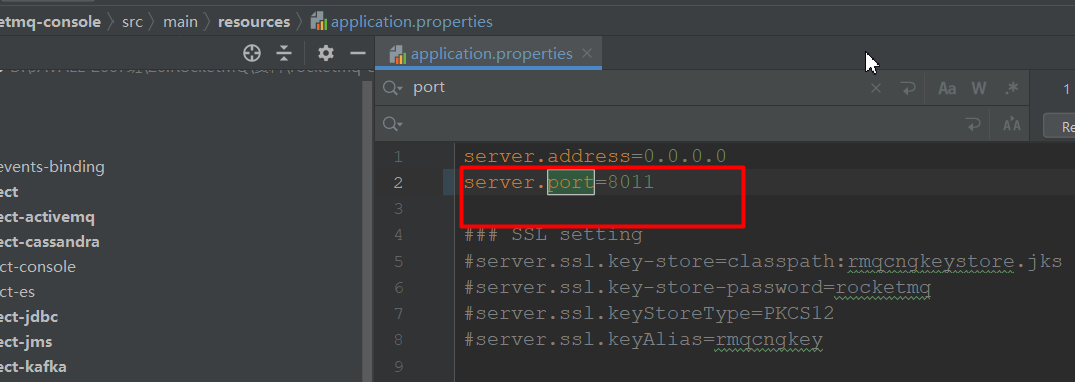 etmq-console src main resources application.properties
application.properties
port
Aa W .* 1
Re
1 server.address=0.0.0.0
2 server.port=8011
3
4 ### SSL setting
5 #server.ssl.key-store=classpath:rmqcngkeystore.jks
6 #server.ssl.key-store-password=rocketmq
7 #server.ssl.keyStoreType=PKCS12
8 #server.ssl.keyAlias=rmqcngkey
9
events-binding
ect
ect-activemq
ect-cassandra
ct-console
ct-es
ect-jdbc
ect-jms
ect-kafka